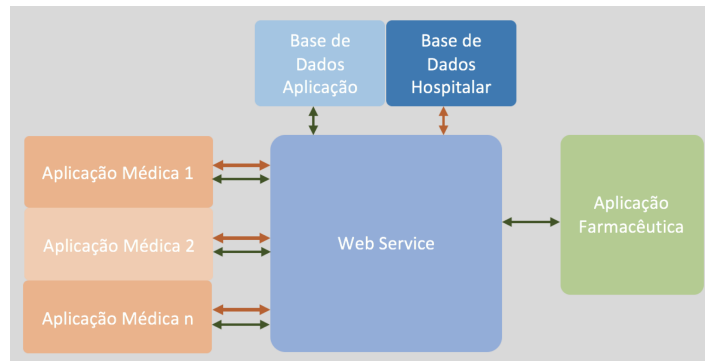 Base de
Dados
Aplicação
Base de
Dados
Hospitalar
Aplicação Médica 1
Aplicação Médica 2
Aplicação Médica n
Web Service
Aplicação
Farmacêutica